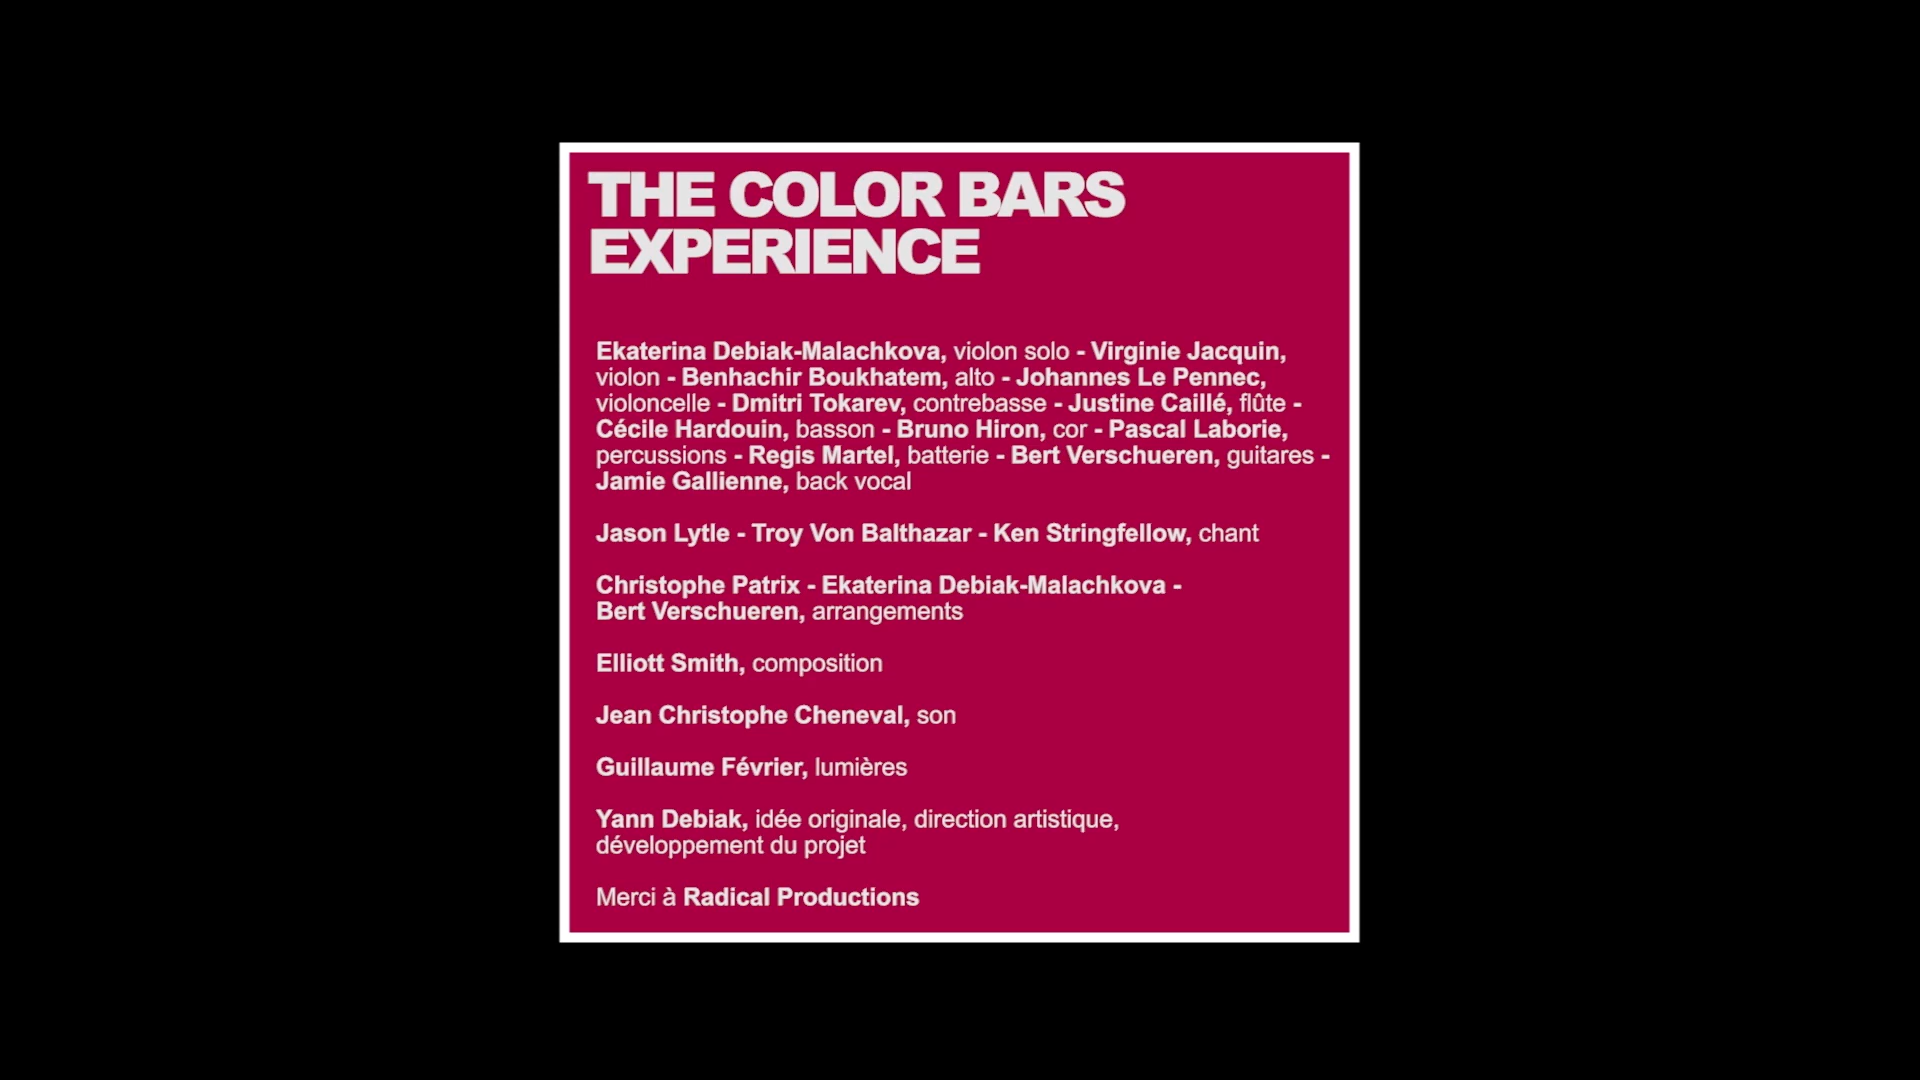 THE COLOR BARS
EXPERIENCE
Ekaterina Debiak-Malachkova, violon solo - Virginie Jacquin,
violon - Benhachir Boukhatem, alto - Johannes Le Pennec,
violoncelle - Dmitri Tokarev, contrebasse - Justine Caillé, flûte -
Cécile Hardouin, basson - Bruno Hiron, cor - Pascal Laborie,
percussions - Regis Martel, batterie - Bert Verschueren, guitares -
Jamie Gallienne, back vocal
Jason Lytle - Troy Von Balthazar - Ken Stringfellow, chant
Christophe Patrix - Ekaterina Debiak-Malachkova -
Bert Verschueren, arrangements
Elliott Smith, composition
Jean Christophe Cheneval, son
Guillaume Février, lumières
Yann Debiak, idée originale, direction artistique,
développement du projet
Merci à Radical Productions